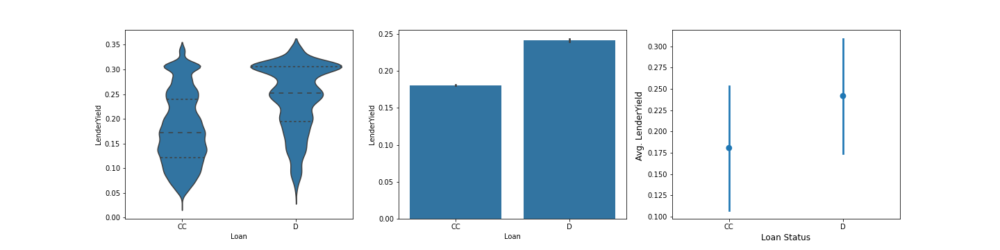 LenderYield
0.35
0.30
0.25
0.20
0.15
0.10
0.05
0.00
CC
D
Loan
LenderYield
0.25
0.20
0.15
0.10
0.05
0.00
CC
D
Loan
Avg. LenderYield
0.300
0.275
0.250
0.225
0.200
0.175
0.150
0.125
0.100
CC
D
Loan Status